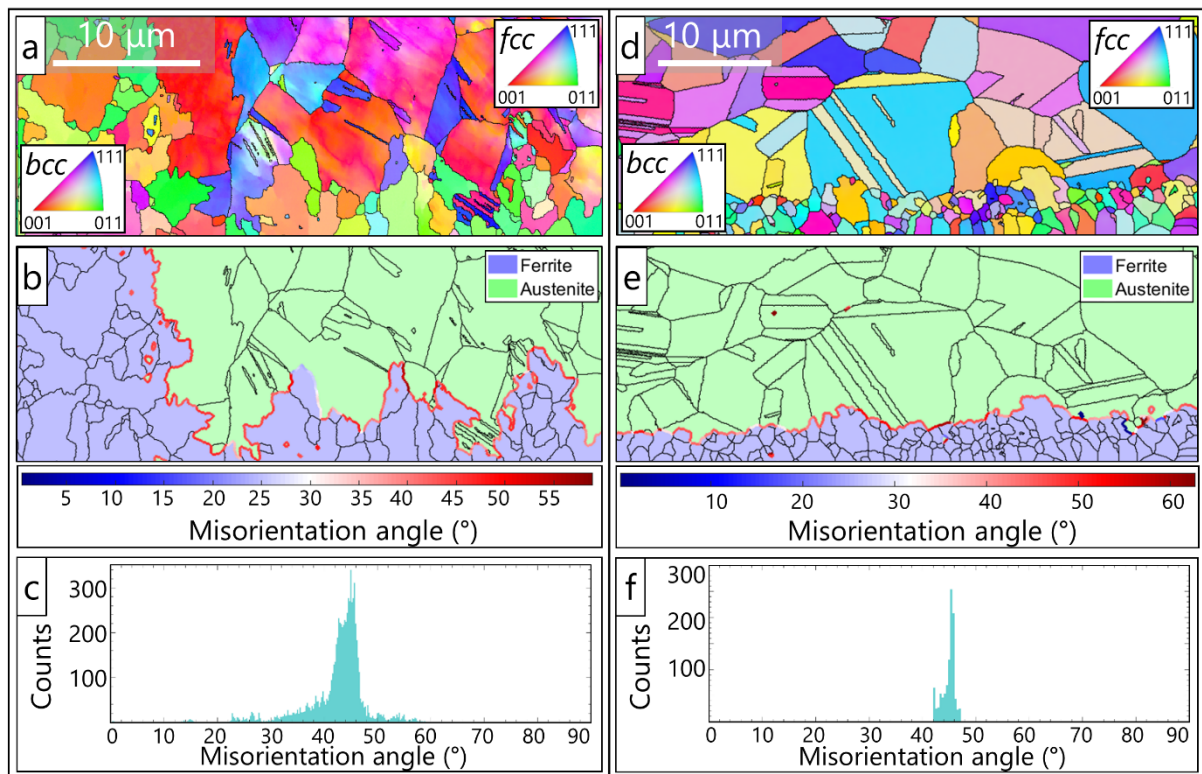 a
10 µm
fcc
111
001
011
bcc
111
001
011
b
Ferrite
Austenite
5 10 15 20 25 30 35 40 45 50 55
Misorientation angle (°)
c
Counts
300
200
100
0 10 20 30 40 50 60 70 80 90
Misorientation angle (°)
d
10 µm
fcc
111
001
011
bcc
111
001
011
e
Ferrite
Austenite
10 20 30 40 50 60
Misorientation angle (°)
f
Counts
300
200
100
0 10 20 30 40 50 60 70 80 90
Misorientation angle (°)